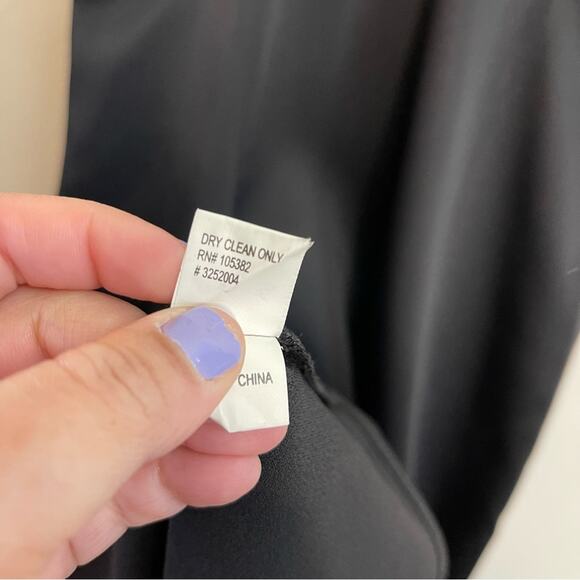 DRY CLEAN ONLY
RN# 105382
# 3252004
CHINA